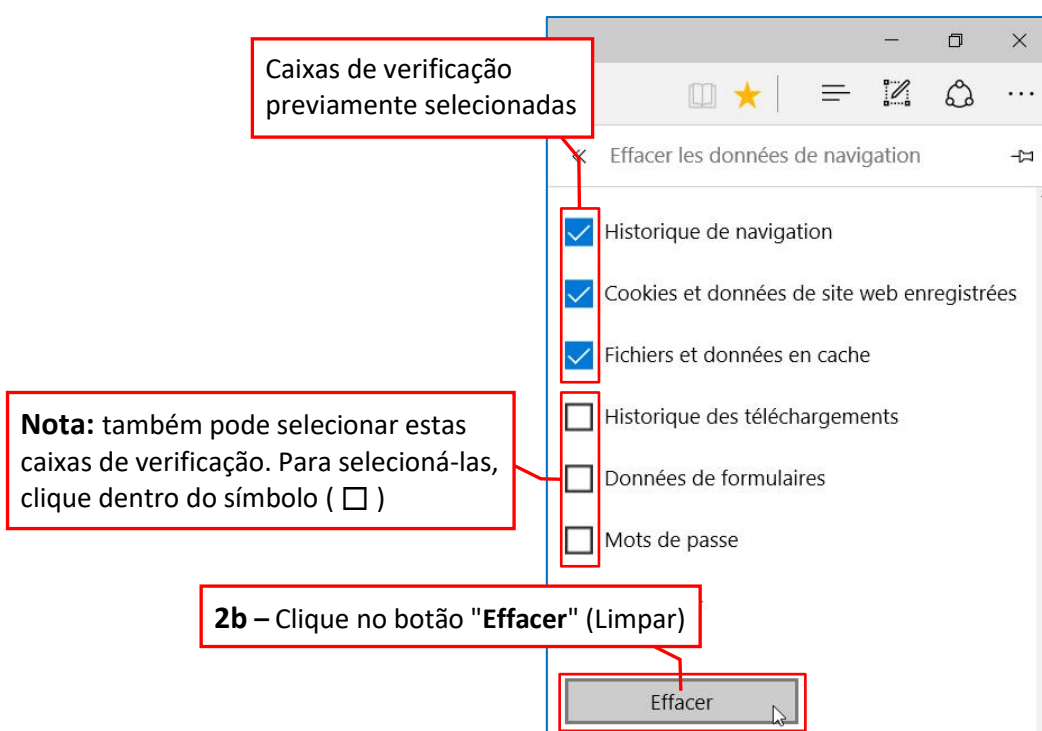 Caixas de verificação
previamente selecionadas
Effacer les données de navigation
Historique de navigation
Cookies et données de site web enregistrées
Fichiers et données en cache
Nota: também pode selecionar estas
caixas de verificação. Para selecioná-las,
clique dentro do símbolo ( ☐ )
Historique des téléchargements
Données de formulaires
Mots de passe
2b – Clique no botão "Effacer" (Limpar)
Effacer